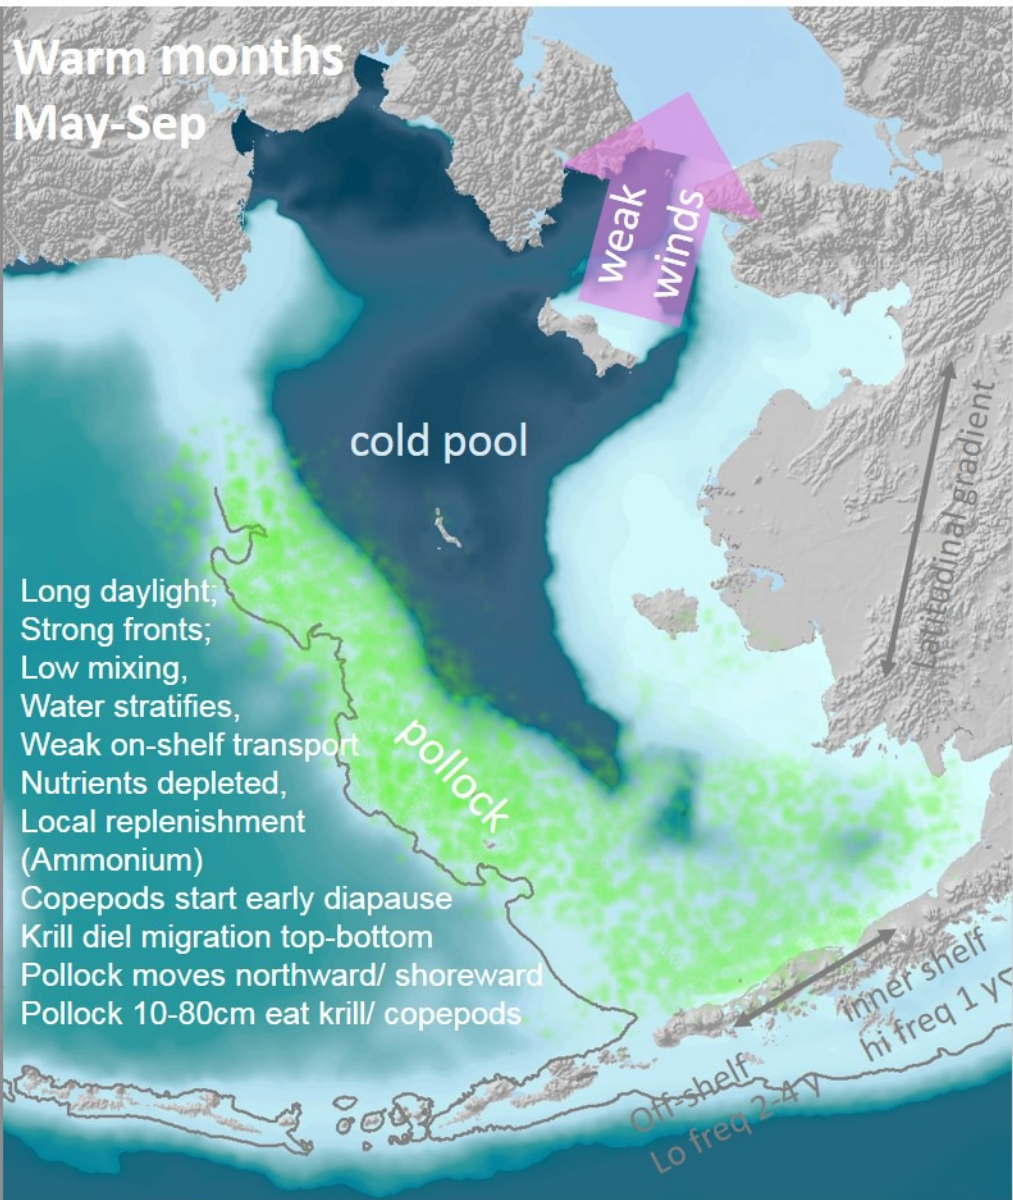 Warm months
May-Sep
weak
winds
cold pool
Latitudinal gradient
Long daylight;
Strong fronts;
Low mixing,
Water stratifies,
Weak on-shelf transport
Nutrients depleted,
Local replenishment
(Ammonium)
Copepods start early diapause
Krill diel migration top-bottom
Pollock moves northward/ shoreward
Pollock 10-80cm eat krill/ copepods
pollock
inner shelf
hi freq 1 y<
Off-shelf
Lo freq 2-4 y